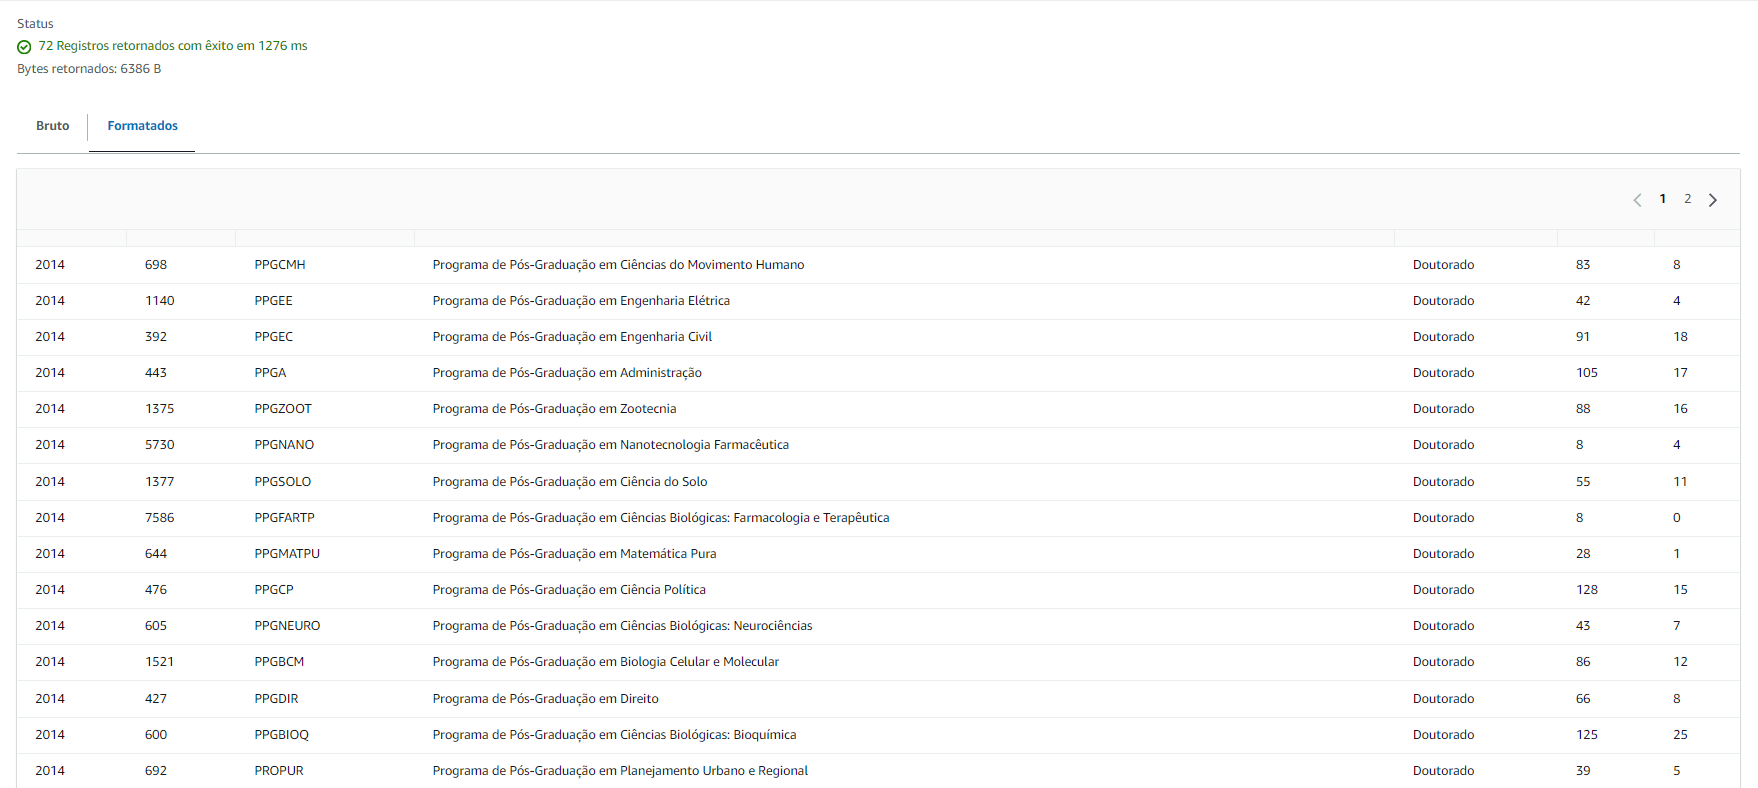 Status
72 Registros retornados com êxito em 1276 ms
Bytes retornados: 6386 B
Bruto Formatados
1 2
2014 698 PPGCMH Programa de Pós-Graduação em Ciências do Movimento Humano Doutorado 83 8
2014 1140 PPGEE Programa de Pós-Graduação em Engenharia Elétrica Doutorado 42 4
2014 392 PPGEC Programa de Pós-Graduação em Engenharia Civil Doutorado 91 18
2014 443 PPGA Programa de Pós-Graduação em Administração Doutorado 105 17
2014 1375 PPGZOOT Programa de Pós-Graduação em Zootecnia Doutorado 88 16
2014 5730 PPGNANO Programa de Pós-Graduação em Nanotecnologia Farmacêutica Doutorado 8 4
2014 1377 PPGSOLO Programa de Pós-Graduação em Ciência do Solo Doutorado 55 11
2014 7586 PPGFARTP Programa de Pós-Graduação em Ciências Biológicas: Farmacologia e Terapêutica Doutorado 8 0
2014 644 PPGMATPU Programa de Pós-Graduação em Matemática Pura Doutorado 28 1
2014 476 PPGCP Programa de Pós-Graduação em Ciência Política Doutorado 128 15
2014 605 PPGNEURO Programa de Pós-Graduação em Ciências Biológicas: Neurociências Doutorado 43 7
2014 1521 PPGBCM Programa de Pós-Graduação em Biologia Celular e Molecular Doutorado 86 12
2014 427 PPGDIR Programa de Pós-Graduação em Direito Doutorado 66 8
2014 600 PPGBIOQ Programa de Pós-Graduação em Ciências Biológicas: Bioquímica Doutorado 125 25
2014 692 PROPUR Programa de Pós-Graduação em Planejamento Urbano e Regional Doutorado 39 5